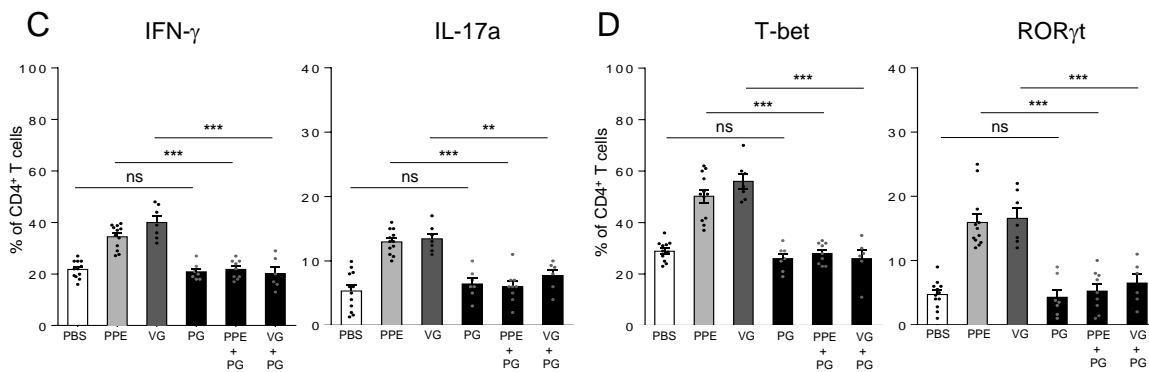 C
IFN-γ
% of CD4⁺ T cells
100
80
60
40
20
0
ns
***
***
PBS PPE VG PG PPE + PG VG + PG
IL-17a
40
30
20
10
0
ns
***
**
PBS PPE VG PG PPE + PG VG + PG
D
T-bet
% of CD4⁺ T cells
100
80
60
40
20
0
ns
***
***
PBS PPE VG PG PPE + PG VG + PG
RORγt
40
30
20
10
0
ns
***
***
PBS PPE VG PG PPE + PG VG + PG